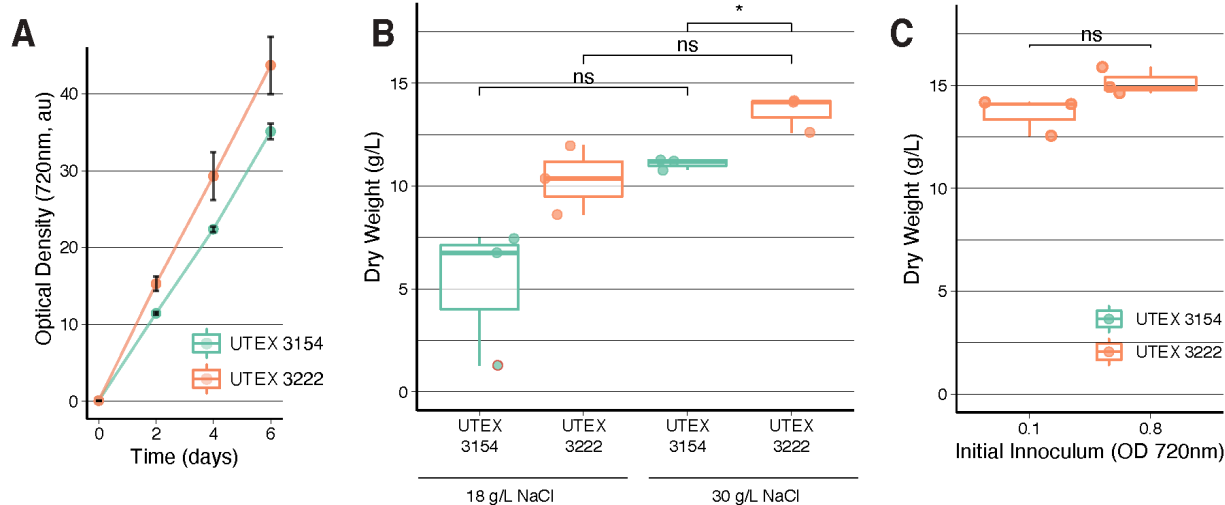 A
Optical Density (720nm, au)
40
30
20
10
0
0 2 4 6
Time (days)
UTEX 3154
UTEX 3222
B
Dry Weight (g/L)
15
10
5
0
*
ns
ns
UTEX 3154
UTEX 3222
UTEX 3154
UTEX 3222
18 g/L NaCl
30 g/L NaCl
C
Dry Weight (g/L)
15
10
5
0
ns
UTEX 3154
UTEX 3222
0.1 0.8
Initial Innoculum (OD 720nm)